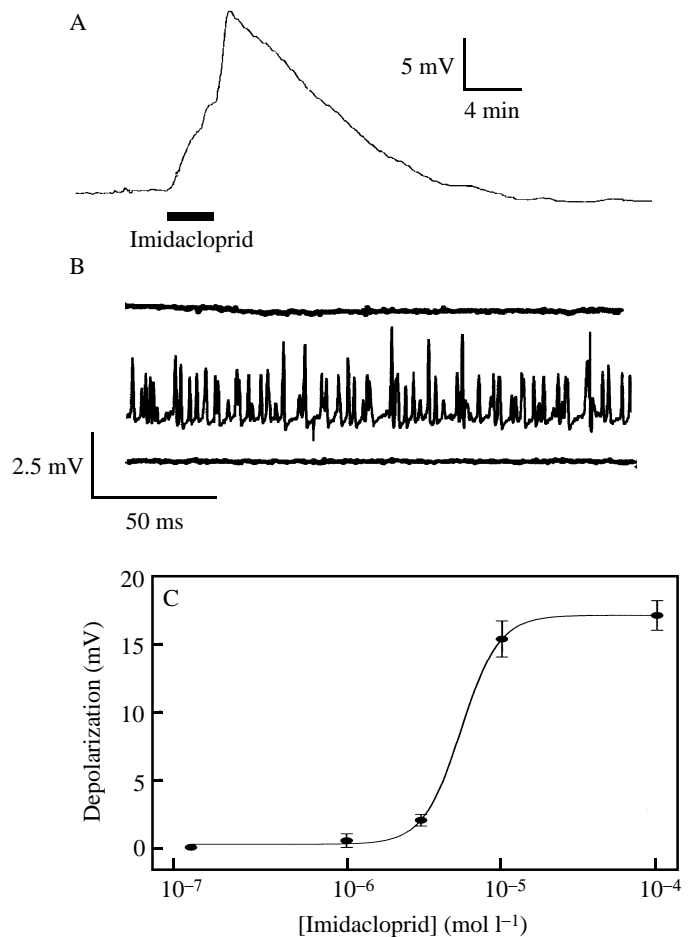 A
5 mV
4 min
Imidacloprid
B
2.5 mV
50 ms
C
20
15
10
5
0
Depolarization (mV)
10⁻⁷
10⁻⁶
10⁻⁵
10⁻⁴
[Imidacloprid] (mol l⁻¹)